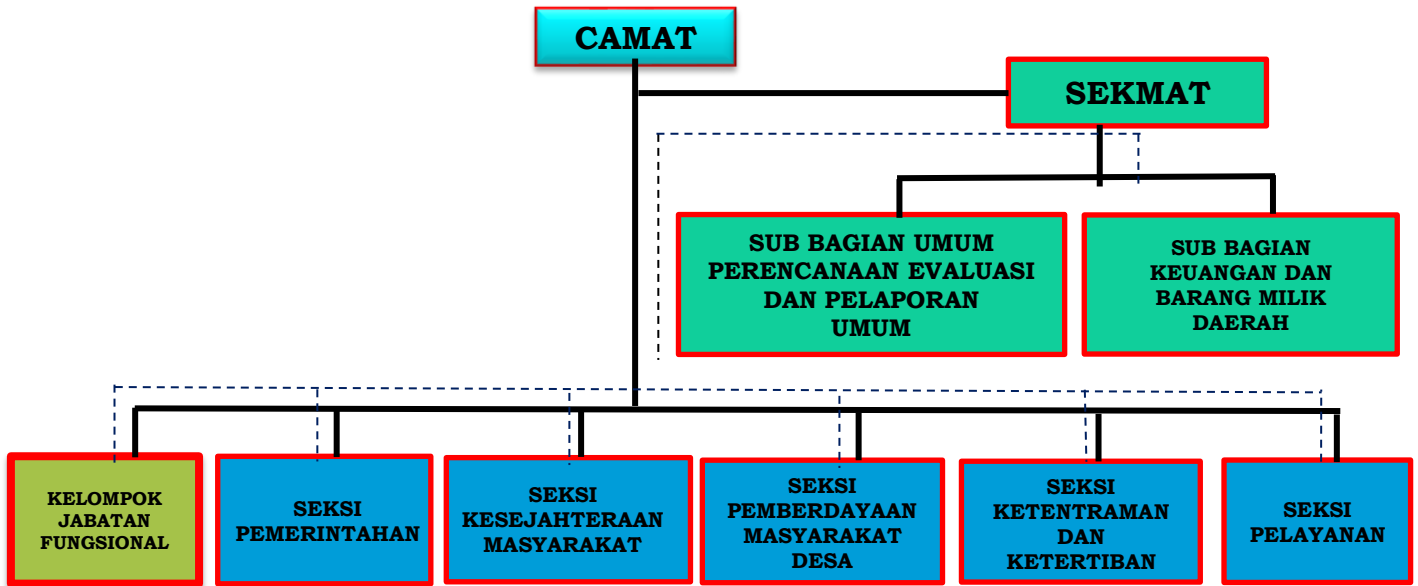 CAMAT
SEKMAT
SUB BAGIAN UMUM
PERENCANAAN EVALUASI
DAN PELAPORAN
UMUM
SUB BAGIAN
KEUANGAN DAN
BARANG MILIK
DAERAH
KELOMPOK
JABATAN
FUNGSIONAL
SEKSI
PEMERINTAHAN
SEKSI
KESEJAHTERAAN
MASYARAKAT
SEKSI
PEMBERDAYAAN
MASYARAKAT
DESA
SEKSI
KETENTRAMAN
DAN
KETERTIBAN
SEKSI
PELAYANAN